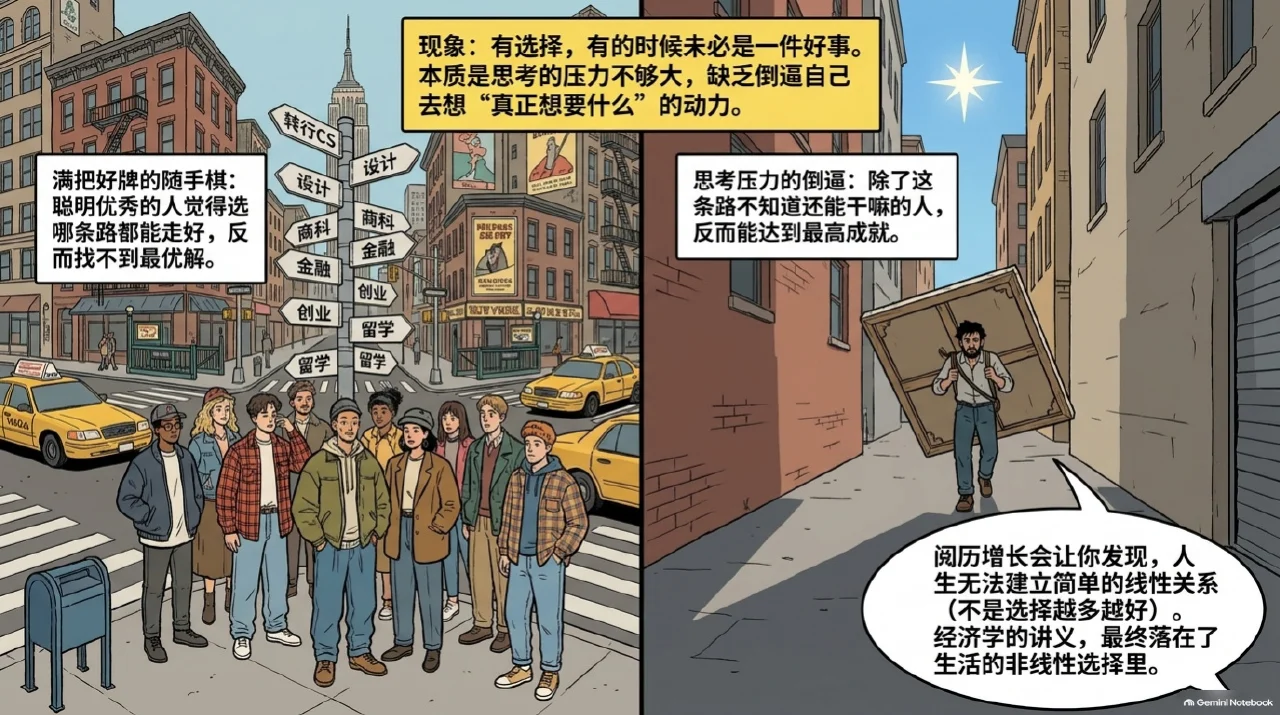 现象：有选择，有的时候未必是一件好事。
本质是思考的压力不够大，缺乏倒逼自己
去想“真正想要什么”的动力。
满把好牌的随手棋：
聪明优秀的人觉得选
哪条路都能走好，反
而找不到最优解。
转行CS
设计
设计
商科
商科
金融
金融
创业
创业
留学
留学
留学
思考压力的倒逼：除了这
条路不知道还能干嘛的人，
反而能达到最高成就。
阅历增长会让你发现，人
生无法建立简单的线性关系
（不是选择越多越好）。
经济学的讲义，最终落在了
生活的非线性选择里。
Gemini Notebook